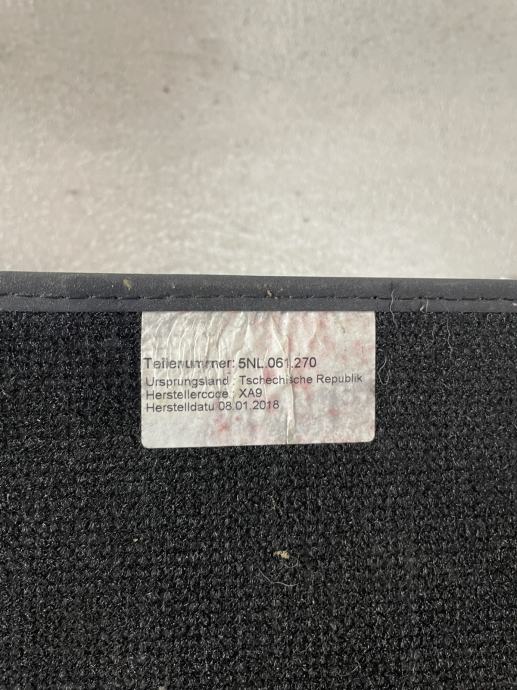 Teilenummer: 5NL.061.270
Ursprungsland : Tschechische Republik
Herstellercode : XA9
Herstelldatu 08.01.2018